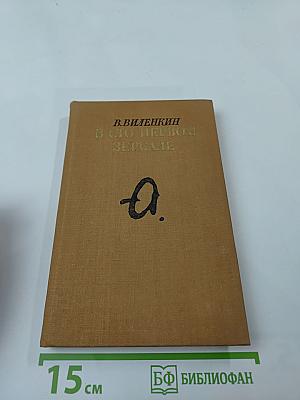 В. ВИЛЕНКИН
В СТО ПЕРВОМ
ЗЕРКАЛЕ
а.
15 см
БФ БИБЛИОФАН